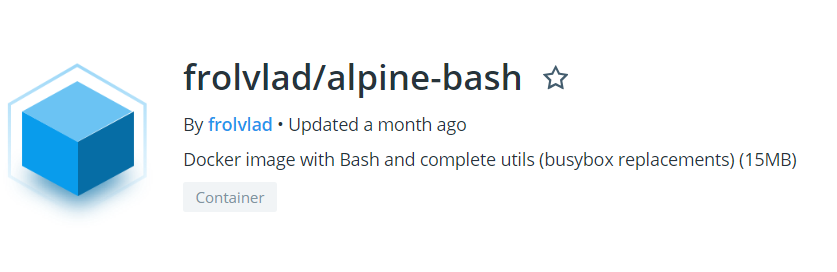 frolvlad/alpine-bash
By frolvlad • Updated a month ago
Docker image with Bash and complete utils (busybox replacements) (15MB)
Container